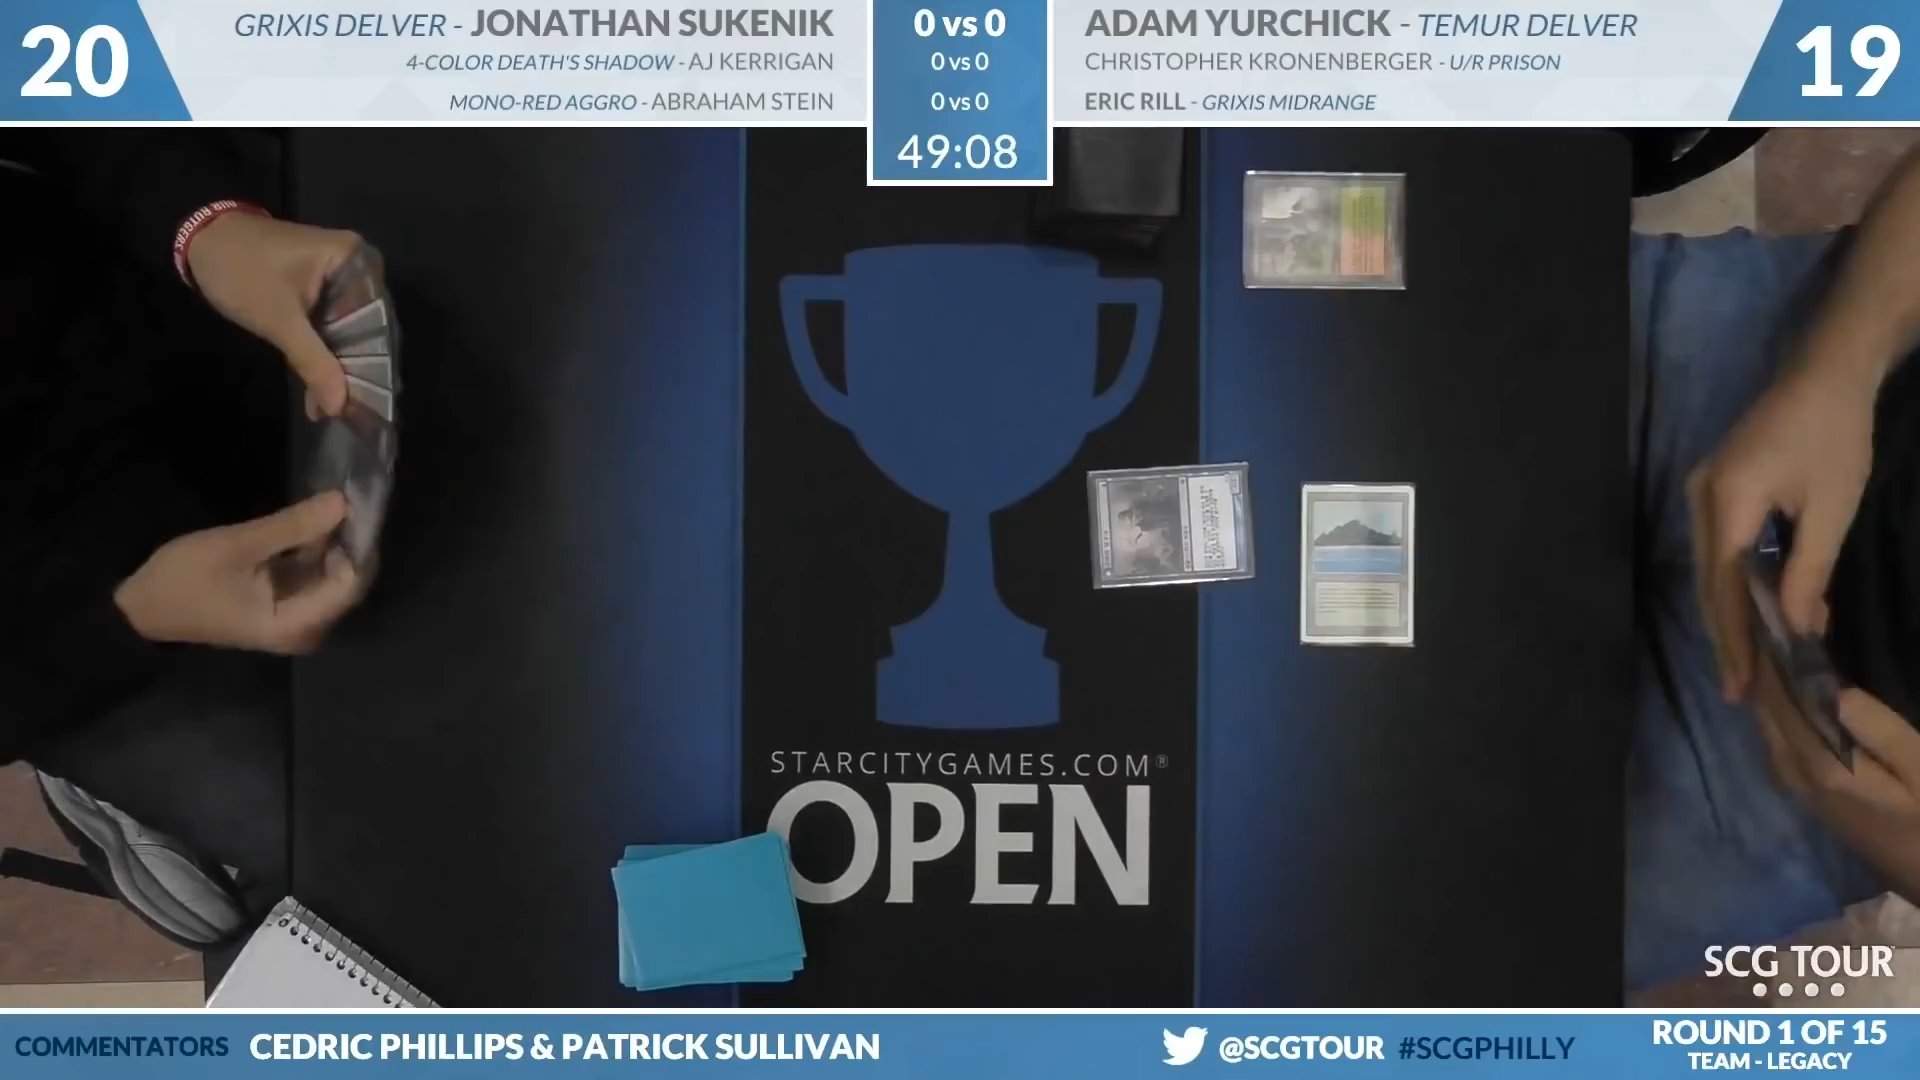 20
GRIXIS DELVER - JONATHAN SUKENIK
4-COLOR DEATH'S SHADOW - AJ KERRIGAN
MONO-RED AGGRO - ABRAHAM STEIN
0 vs 0
0 vs 0
0 vs 0
49:08
ADAM YURCHICK - TEMUR DELVER
CHRISTOPHER KRONENBERGER - U/R PRISON
ERIC RILL - GRIXIS MIDRANGE
19
RUTGERS
STARCITYGAMES.COM®
OPEN
SCG TOUR
COMMENTATORS CEDRIC PHILLIPS & PATRICK SULLIVAN
@SCGTOUR #SCGPHILLY
ROUND 1 OF 15
TEAM - LEGACY